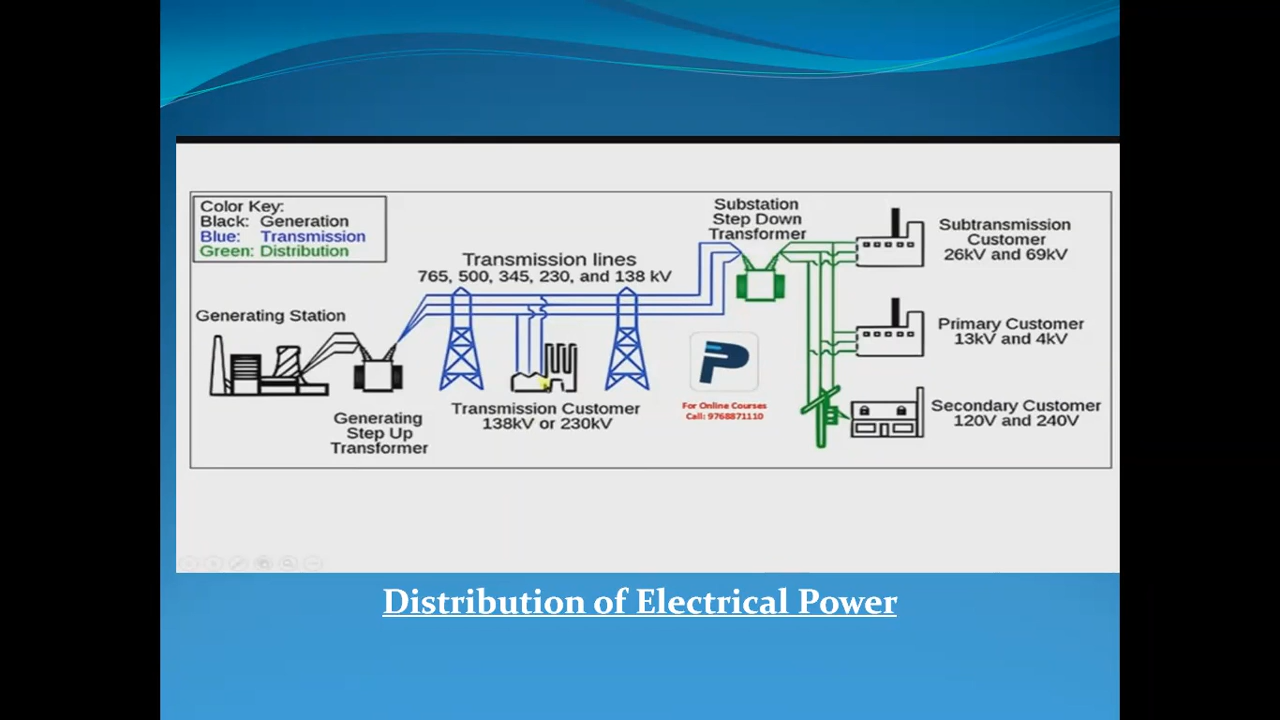 Color Key:
Black: Generation
Blue: Transmission
Green: Distribution
Generating Station
Generating
Step Up
Transformer
Transmission lines
765, 500, 345, 230, and 138 kV
Transmission Customer
138kV or 230kV
Substation
Step Down
Transformer
P
For Online Courses
Call: 9768871110
Subtransmission
Customer
26kV and 69kV
Primary Customer
13kV and 4kV
Secondary Customer
120V and 240V
Distribution of Electrical Power